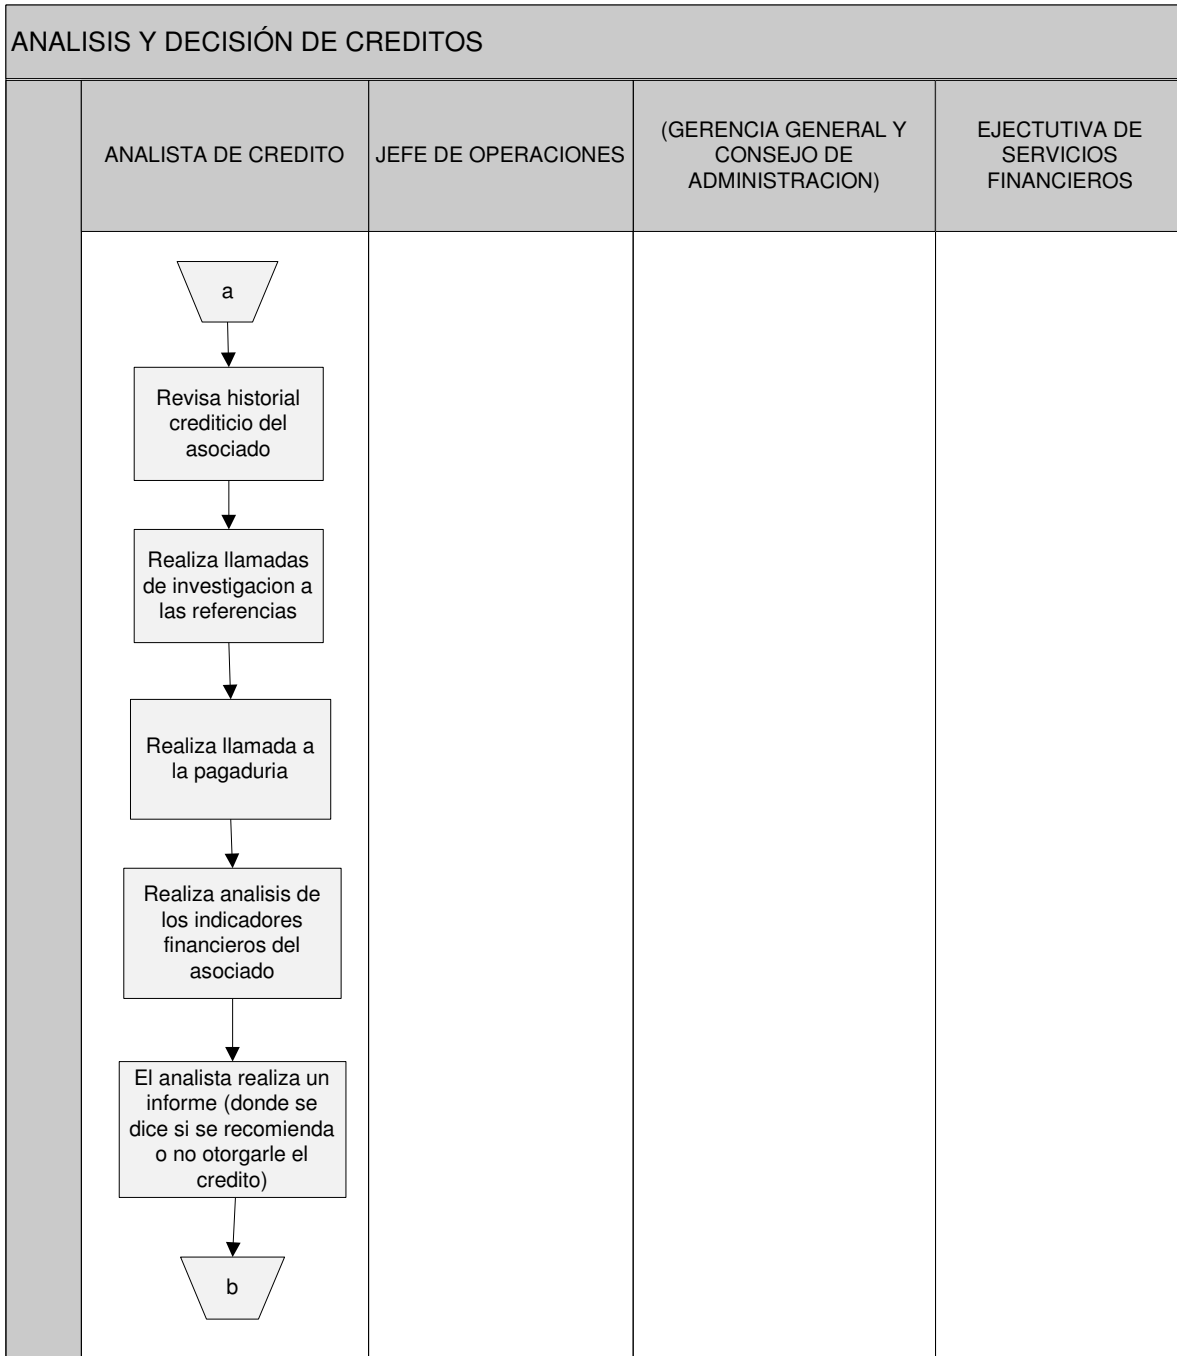 ANALISIS Y DECISIÓN DE CREDITOS
ANALISTA DE CREDITO
JEFE DE OPERACIONES
(GERENCIA GENERAL Y
CONSEJO DE
ADMINISTRACION)
EJECTUTIVA DE
SERVICIOS
FINANCIEROS
a
Revisa historial
crediticio del
asociado
Realiza llamadas
de investigacion a
las referencias
Realiza llamada a
la pagaduria
Realiza analisis de
los indicadores
financieros del
asociado
El analista realiza un
informe (donde se
dice si se recomienda
o no otorgarle el
credito)
b